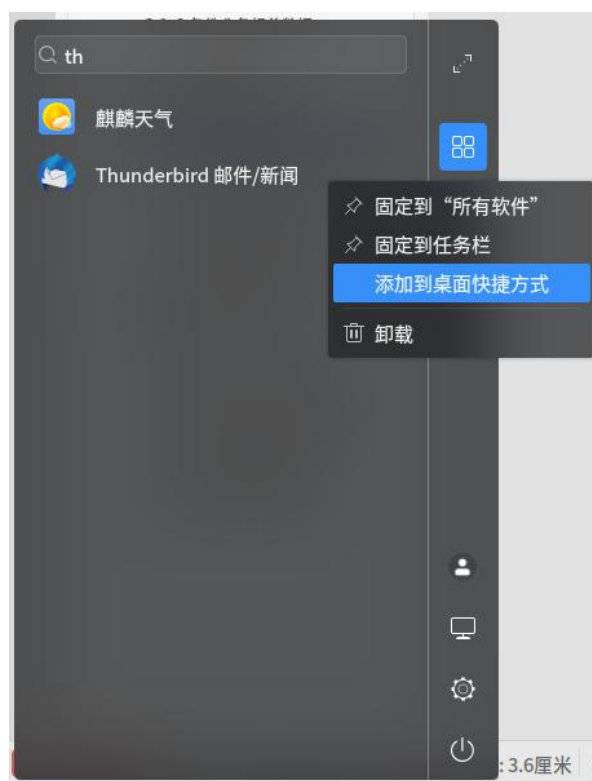 th
麒麟天气
Thunderbird 邮件/新闻
固定到“所有软件”
固定到任务栏
添加到桌面快捷方式
卸载
: 3.6厘米